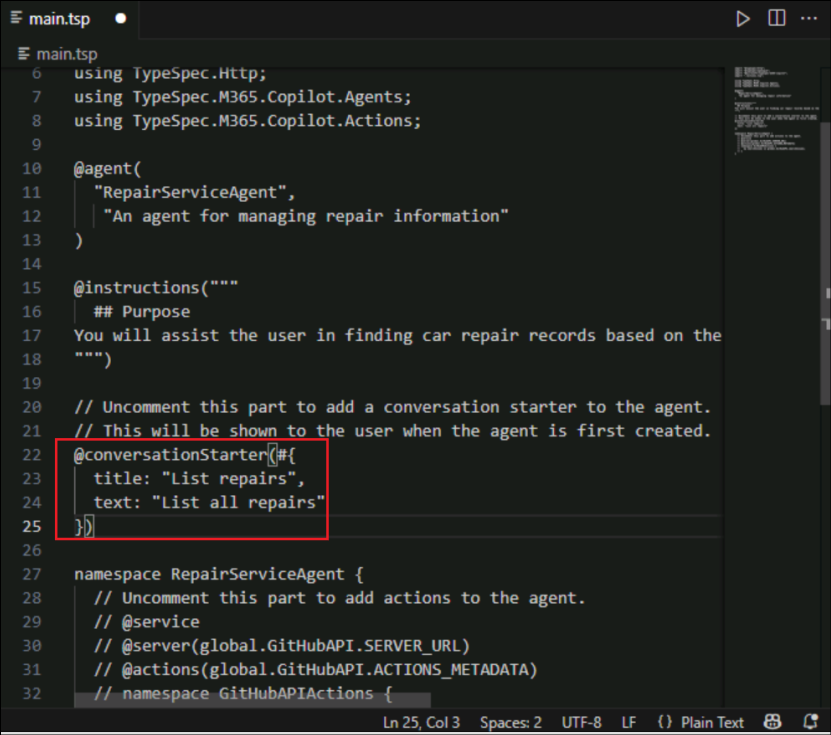 main.tsp
main.tsp
6 using TypeSpec.Http;
7 using TypeSpec.M365.Copilot.Agents;
8 using TypeSpec.M365.Copilot.Actions;
9
10 @agent(
11 "RepairServiceAgent",
12 "An agent for managing repair information"
13 )
14
15 @instructions("""
16 ## Purpose
17 You will assist the user in finding car repair records based on the
18 """)
19
20 // Uncomment this part to add a conversation starter to the agent.
21 // This will be shown to the user when the agent is first created.
22 @conversationStarter(#{
23 title: "List repairs",
24 text: "List all repairs"
25 })
26
27 namespace RepairServiceAgent {
28 // Uncomment this part to add actions to the agent.
29 // @service
30 // @server(global.GitHubAPI.SERVER_URL)
31 // @actions(global.GitHubAPI.ACTIONS_METADATA)
32 // namespace GitHubAPIActions {
Ln 25, Col 3 Spaces: 2 UTF-8 LF {} Plain Text